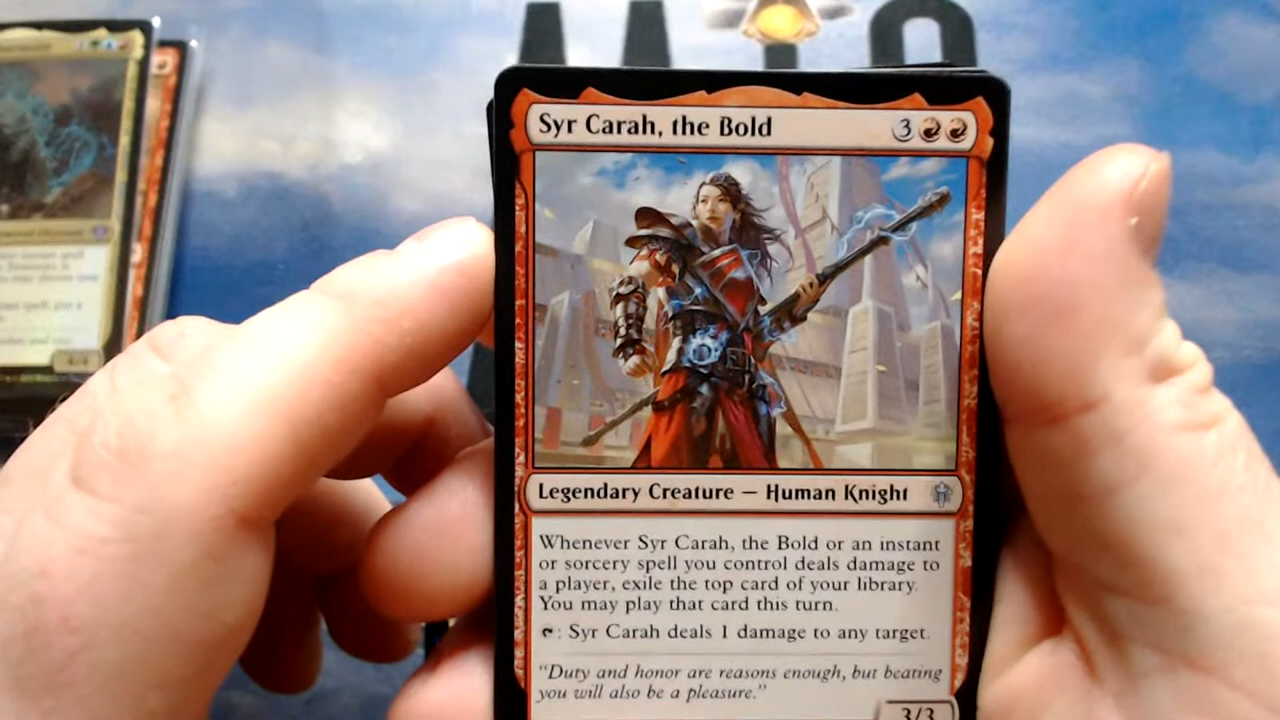 Syr Carah, the Bold 3
Legendary Creature — Human Knight
Whenever Syr Carah, the Bold or an instant
or sorcery spell you control deals damage to
a player, exile the top card of your library.
You may play that card this turn.
: Syr Carah deals 1 damage to any target.
“Duty and honor are reasons enough, but beating
you will also be a pleasure.”
3/3